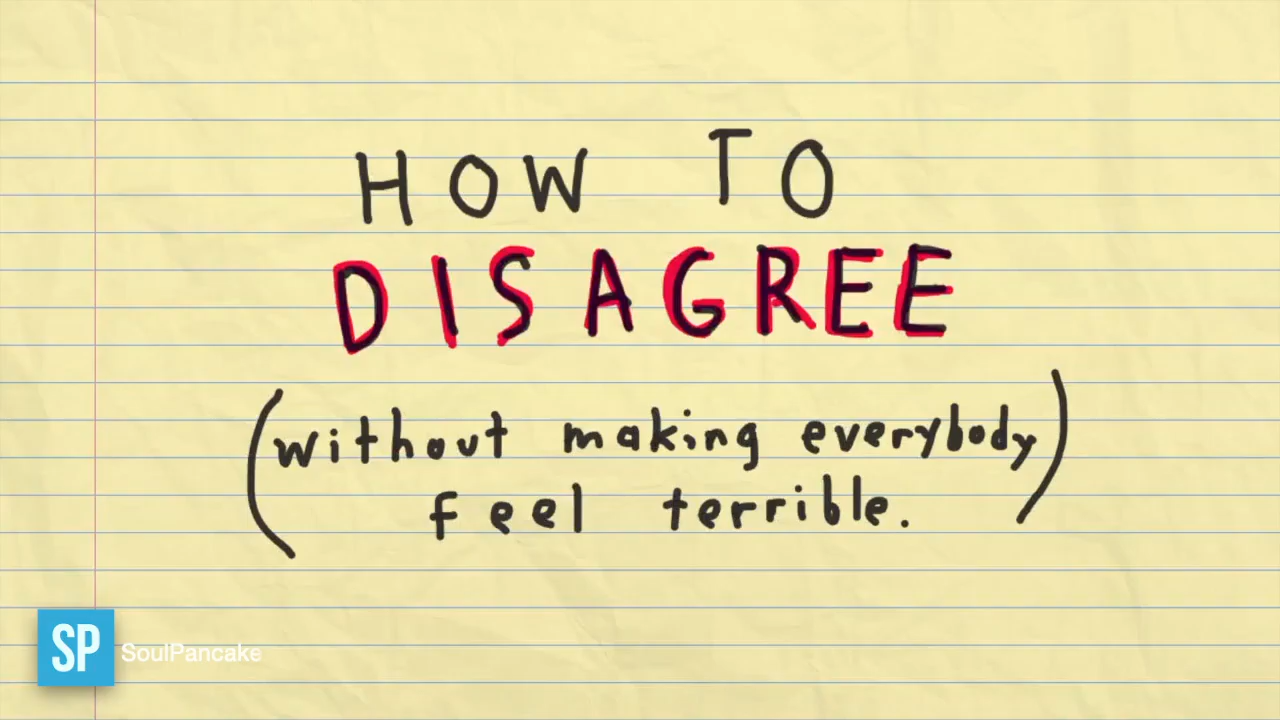 HOW TO
DISAGREE
(without making everybody
feel terrible.)
SP SoulPancake